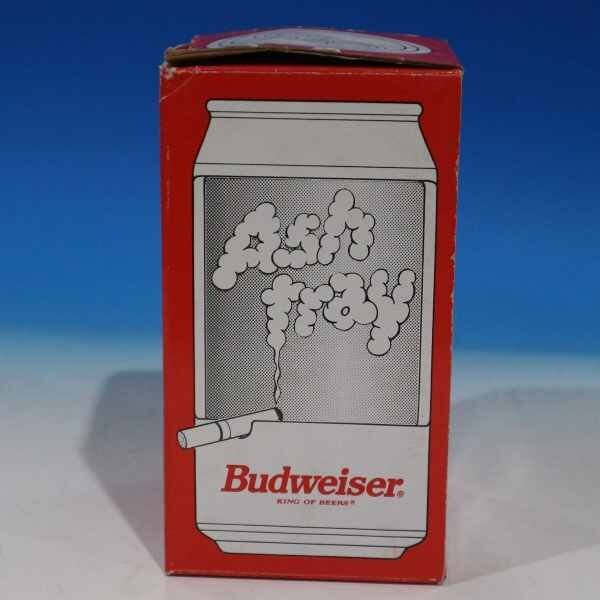 Ash
Tray
Budweiser®
KING OF BEERS®